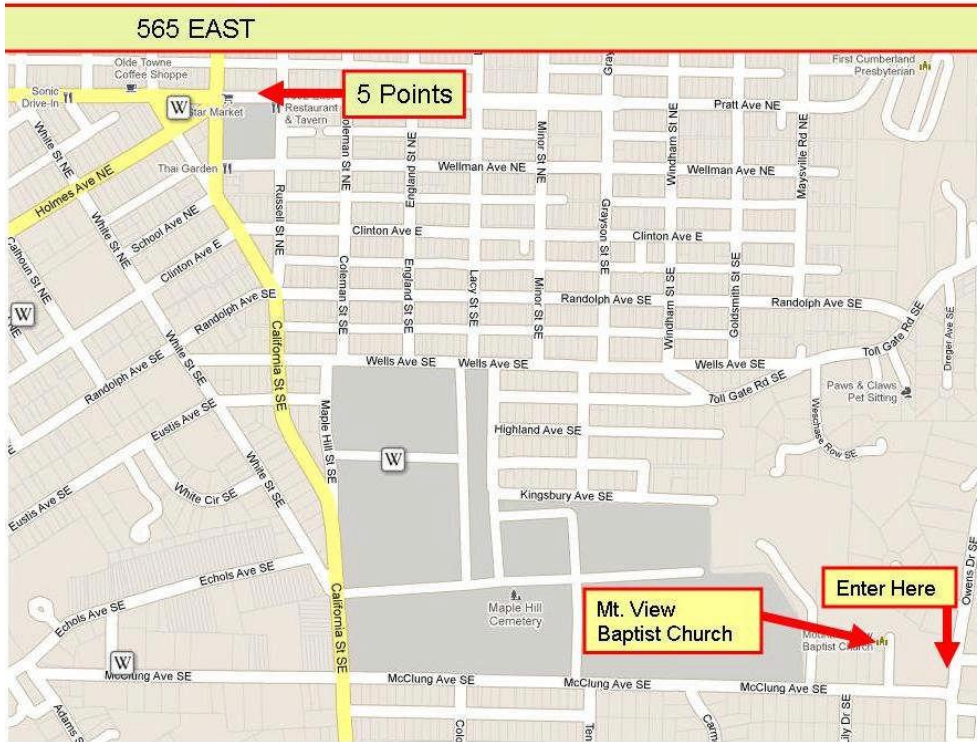 565 EAST
Olde Towne
Coffee Shoppe
Sonic
Drive-In
W
Star Market
5 Points
Restaurant
& Tavern
First Cumberland
Presbyterian
Pratt Ave NE
Thai Garden
Wellman Ave NE
Holmes Ave NE
White St NE
School Ave NE
Clinton Ave E
Calhoun St NE
White St NE
Russell St NE
Coleman St NE
England St NE
Minor St NE
Grayson St SE
Windham St NE
Maysville Rd NE
Clinton Ave E
Clinton Ave E
Coleman St SE
England St SE
Lacy St SE
Minor St SE
Windham St SE
Goldsmith St SE
Randolph Ave SE
Randolph Ave SE
Randolph Ave SE
Randolph Ave SE
W
California St SE
White St SE
Wells Ave SE
Wells Ave SE
Wells Ave SE
Toll Gate Rd SE
Toll Gate Rd SE
Dreger Ave SE
Paws & Claws
Pet Sitting
Weschase Row SE
Eustis Ave SE
Eustis Ave SE
Maple Hill St SE
Highland Ave SE
W
White Cir SE
White St SE
Kingsbury Ave SE
Owens Dr SE
Echols Ave SE
Echols Ave SE
California St SE
Maple Hill
Cemetery
Mt. View
Baptist Church
Enter Here
Baptist Church
W
McClung Ave SE
McClung Ave SE
McClung Ave SE
McClung Ave SE
Adams St